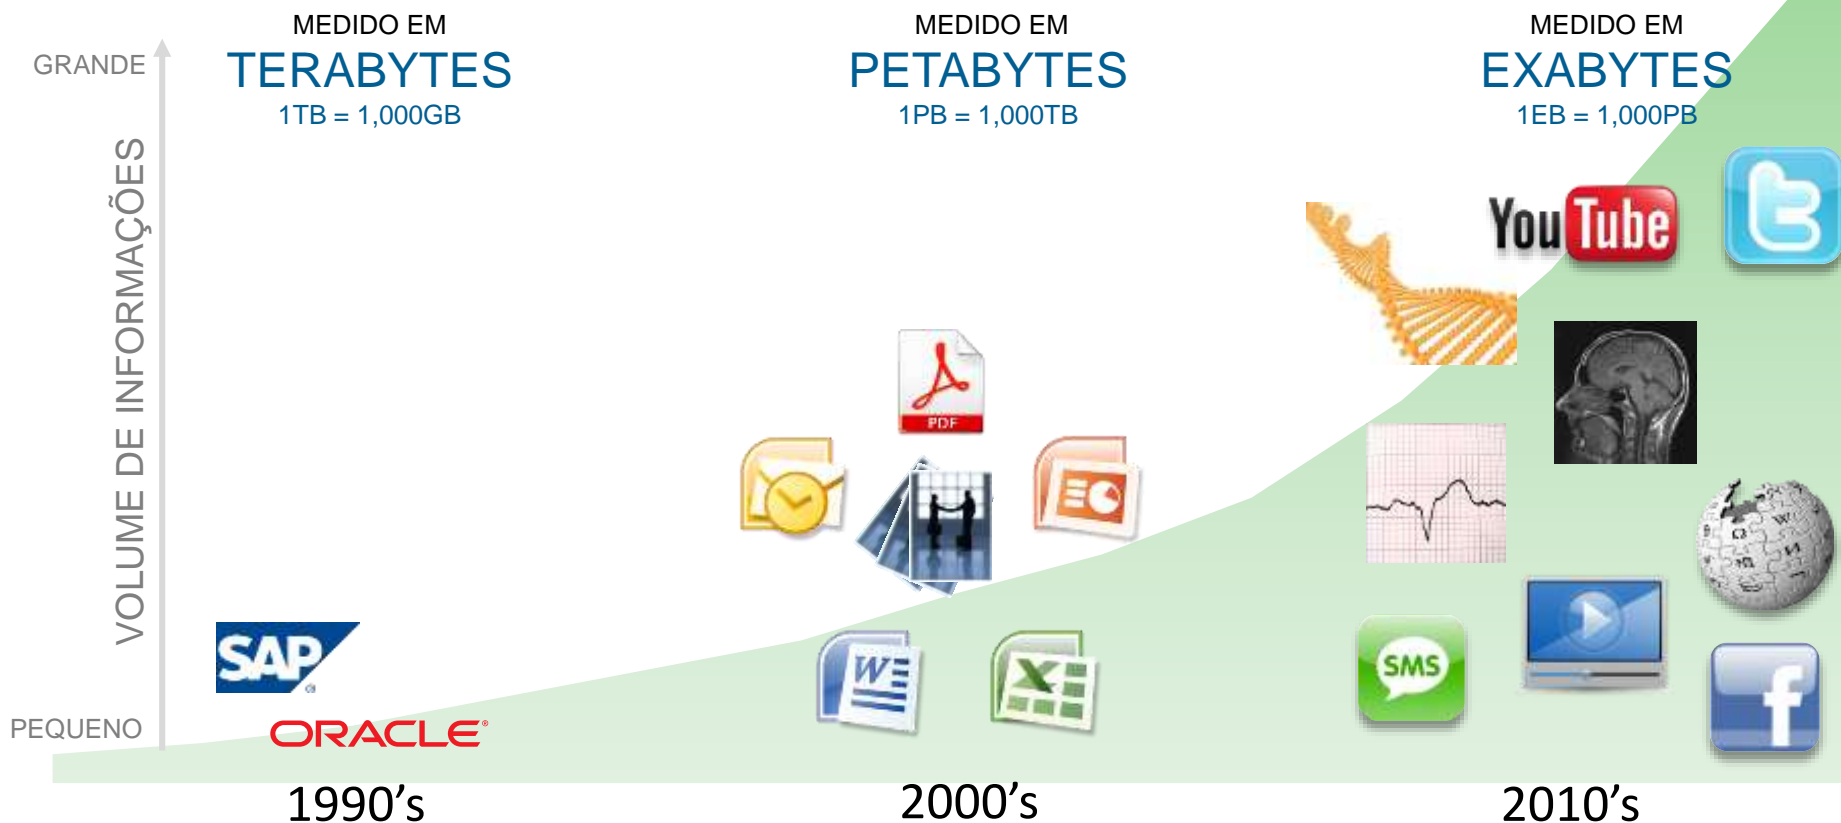 MEDIDO EM
TERABYTES
1TB = 1,000GB
MEDIDO EM
PETABYTES
1PB = 1,000TB
MEDIDO EM
EXABYTES
1EB = 1,000PB
GRANDE
VOLUME DE INFORMAÇÕES
PEQUENO
You Tube
PDF
SAP
ORACLE®
W
X
SMS
W
Ω
1990’s
2000’s
2010’s